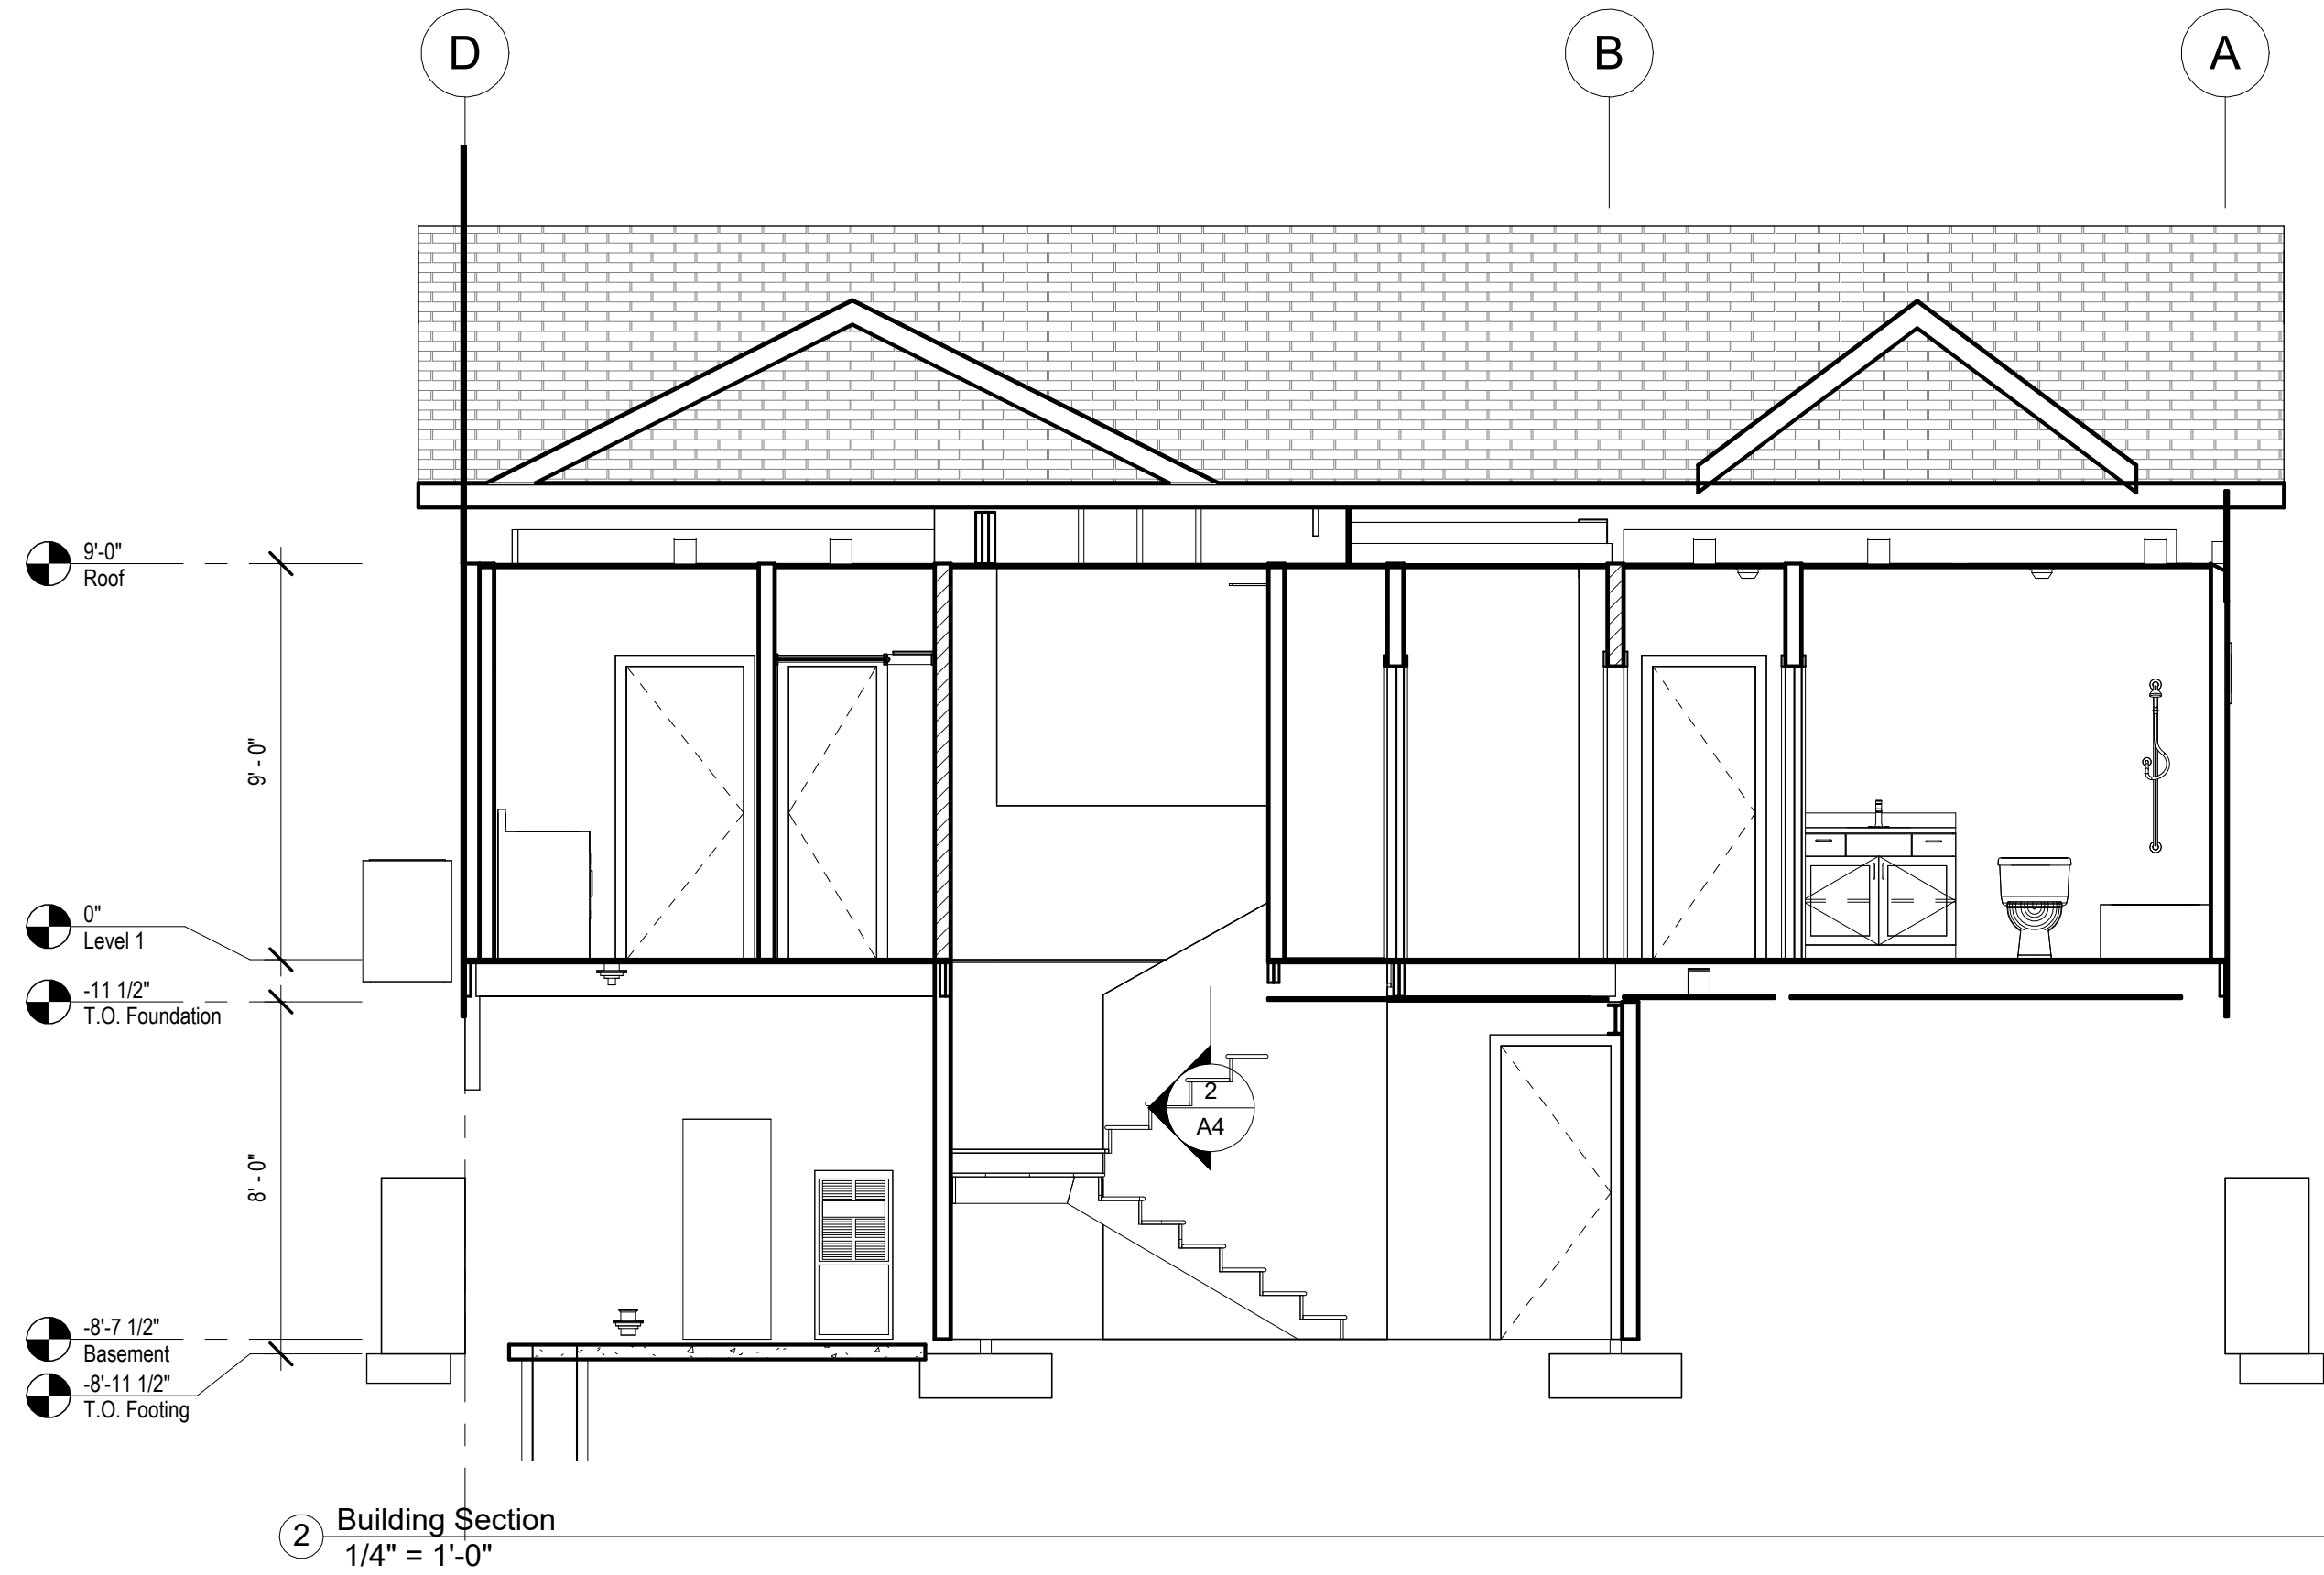 D
B
A
9'-0"
Roof
9' - 0"
0"
Level 1
-11 1/2"
T.O. Foundation
2
A4
8' - 0"
-8'-7 1/2"
Basement
-8'-11 1/2"
T.O. Footing
2
Building Section
1/4" = 1'-0"